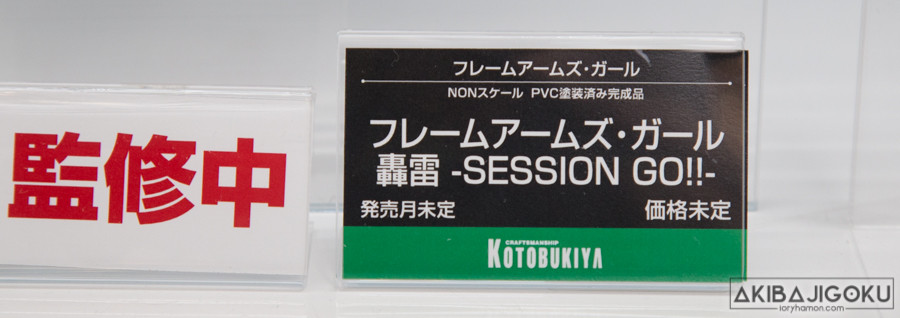 監修中
フレームアームズ・ガール
NONスケール PVC塗装済み完成品
フレームアームズ・ガール
轟雷 -SESSION GO!!-
発売月未定 価格未定
CRAFTSMANSHIP
KOTOBUKIYA
AKIBAJIGOKU
ioryhamon.com/